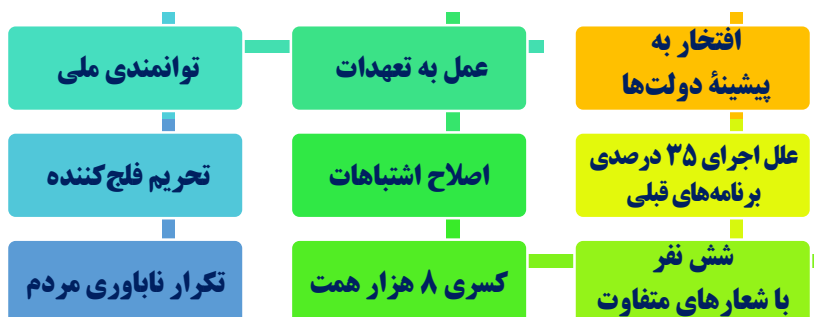 افتخار به
پیشینهٔ دولت‌ها
علل اجرای ۳۵ درصدی
برنامه‌های قبلی
شش نفر
با شعارهای متفاوت
کسری ۸ هزار همت
اصلاح اشتباهات
عمل به تعهدات
توانمندی ملی
تحریم فلج‌کننده
تکرار ناباوری مردم